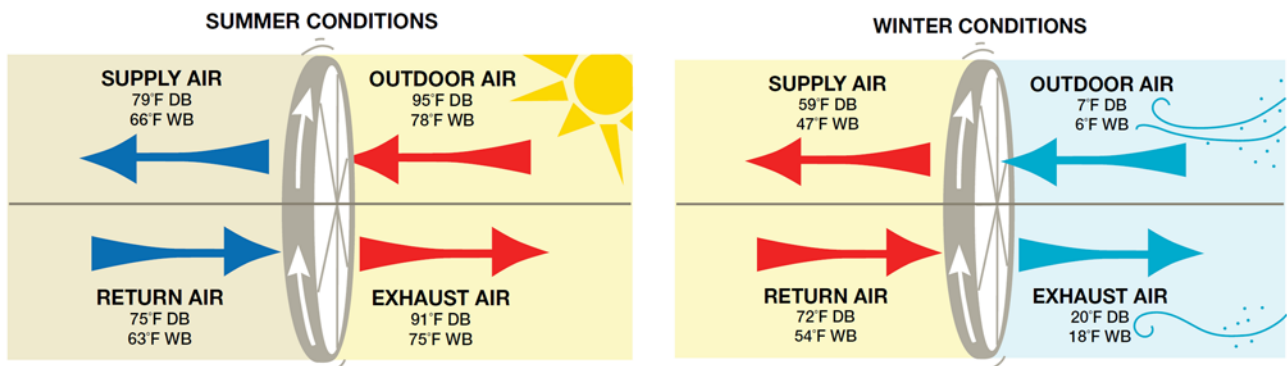 SUMMER CONDITIONS
SUPPLY AIR
79°F DB
66°F WB
OUTDOOR AIR
95°F DB
78°F WB
RETURN AIR
75°F DB
63°F WB
EXHAUST AIR
91°F DB
75°F WB
WINTER CONDITIONS
SUPPLY AIR
59°F DB
47°F WB
OUTDOOR AIR
7°F DB
6°F WB
RETURN AIR
72°F DB
54°F WB
EXHAUST AIR
20°F DB
18°F WB